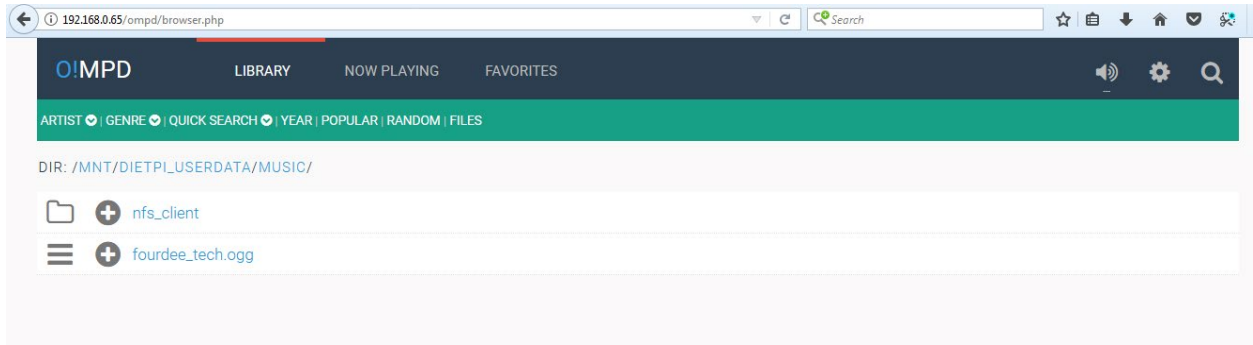 192.168.0.65/ompd/browser.php Search
O!MPD LIBRARY NOW PLAYING FAVORITES
ARTIST | GENRE | QUICK SEARCH | YEAR | POPULAR | RANDOM | FILES
DIR: /MNT/DIETPI_USERDATA/MUSIC/
nfs_client
fourdee_tech.ogg